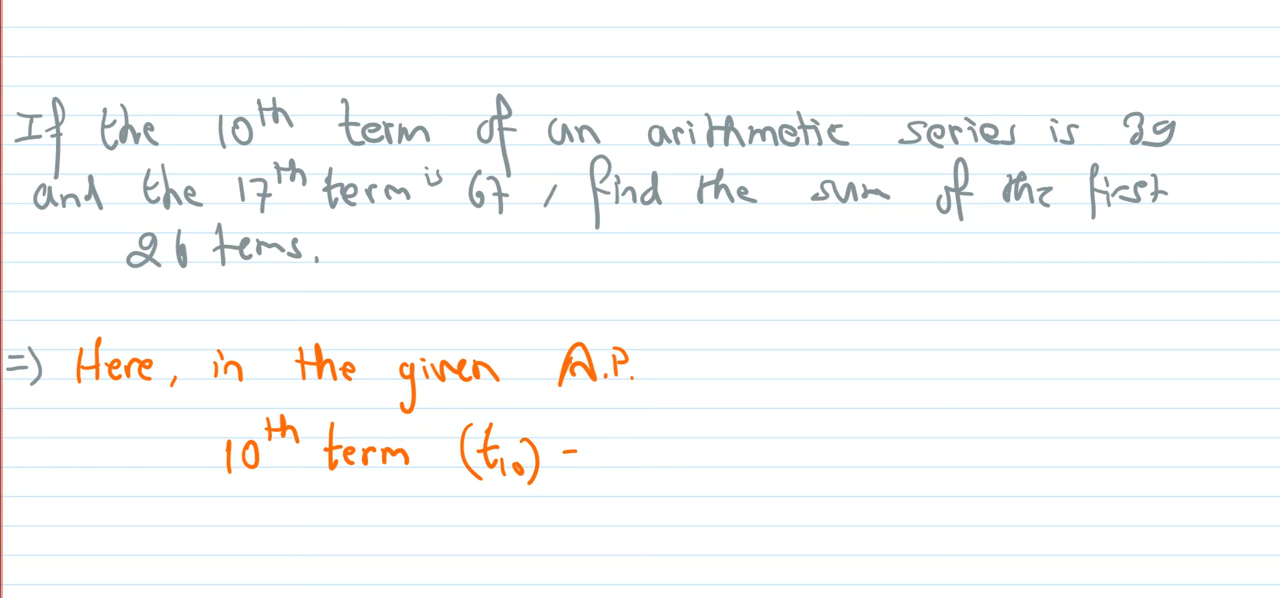 If the 10th term of an arithmetic series is 39
and the 17th term is 67, find the sum of the first
26 tems.
=) Here, in the given A.P.
10th term (t10) -